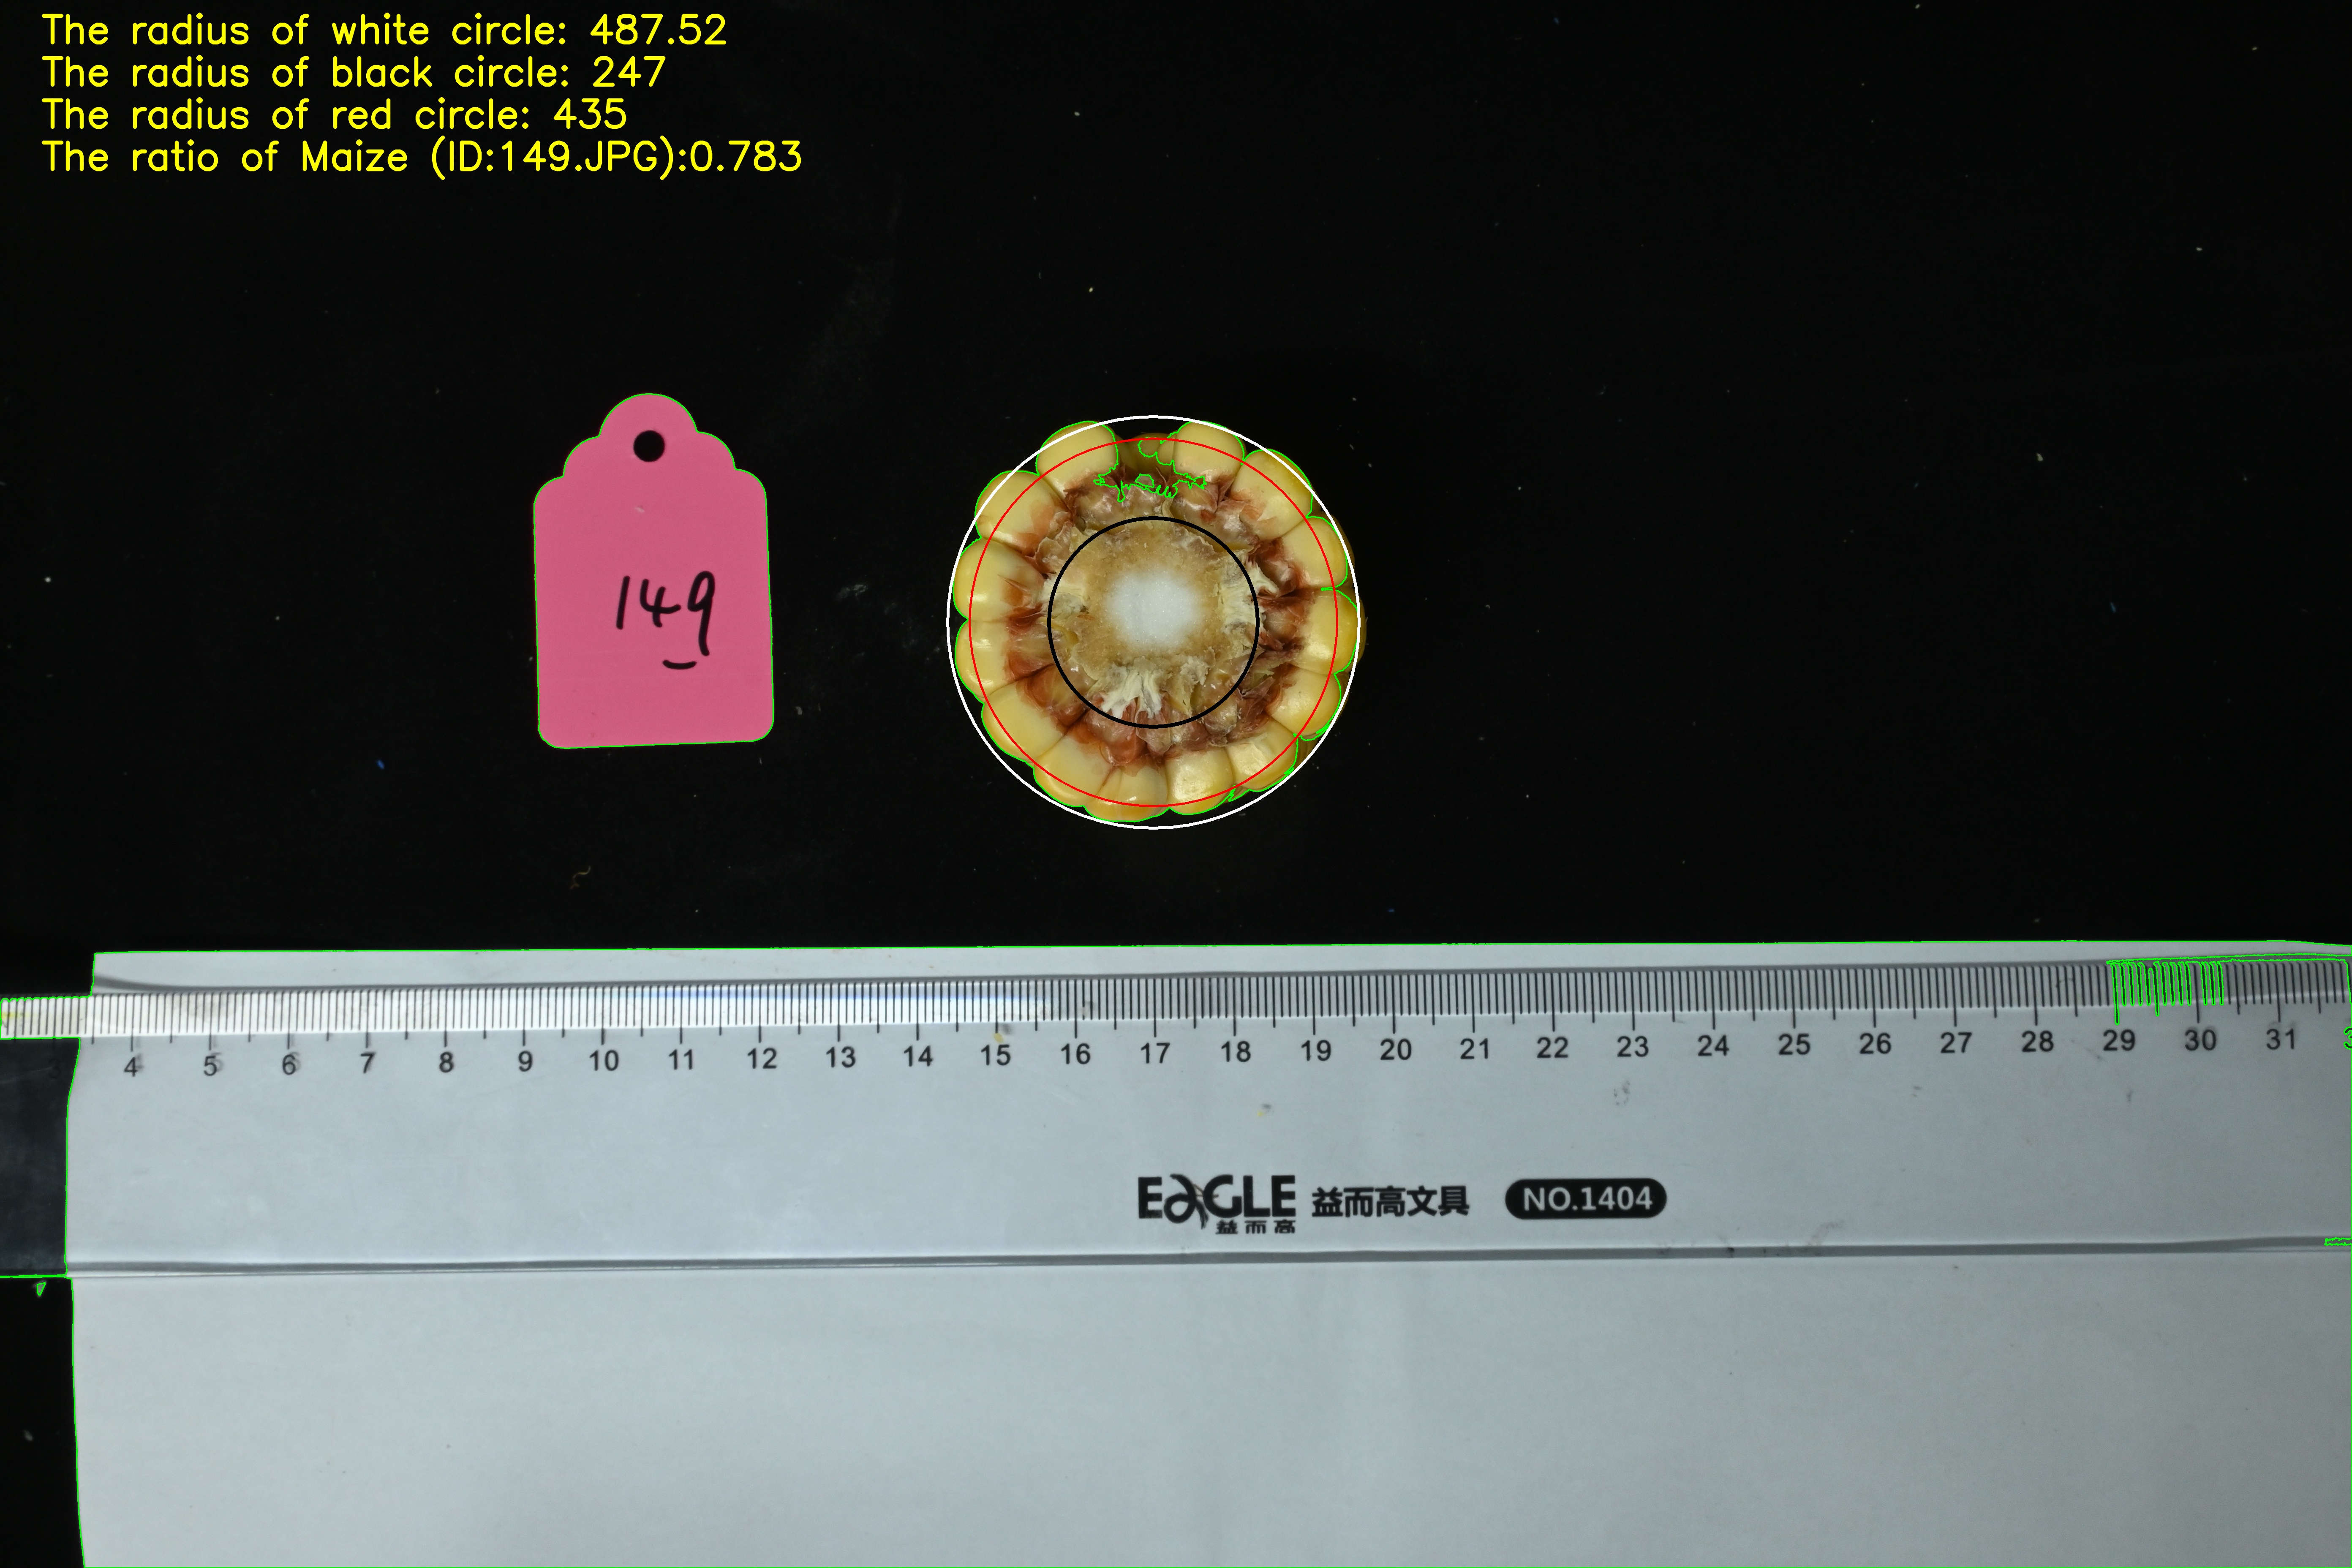 The radius of white circle: 487.52
The radius of black circle: 247
The radius of red circle: 435
The ratio of Maize (ID:149.JPG):0.783
149
3 4 5 6 7 8 9 10 11 12 13 14 15 16 17 18 19 20 21 22 23 24 25 26 27 28 29 30 31
EAGLE 益而高文具 NO.1404
益而高